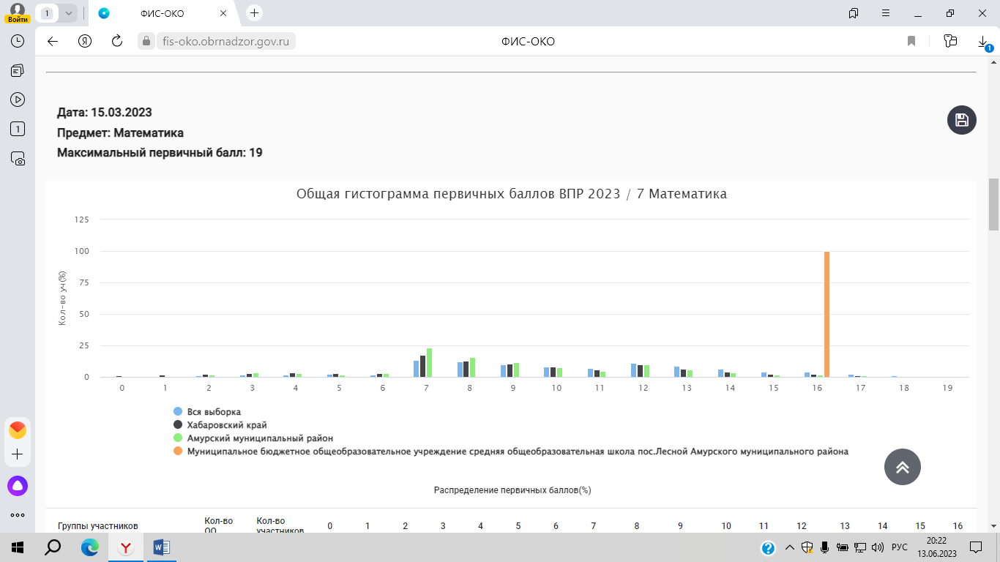 Войти
1
ФИС-ОКО
fis-oko.obrnadzor.gov.ru
ФИС-ОКО
1
1
Дата: 15.03.2023
Предмет: Математика
Максимальный первичный балл: 19
Общая гистограмма первичных баллов ВПР 2023 / 7 Математика
Кол-во уч(%)
125
100
75
50
25
0
0 1 2 3 4 5 6 7 8 9 10 11 12 13 14 15 16 17 18 19
Вся выборка
Хабаровский край
Амурский муниципальный район
Муниципальное бюджетное общеобразовательное учреждение средняя общеобразовательная школа пос.Лесной Амурского муниципального района
Распределение первичных баллов(%)
Группы участников Кол-во ОО Кол-во участников 0 1 2 3 4 5 6 7 8 9 10 11 12 13 14 15 16
РУС
20:22
13.06.2023